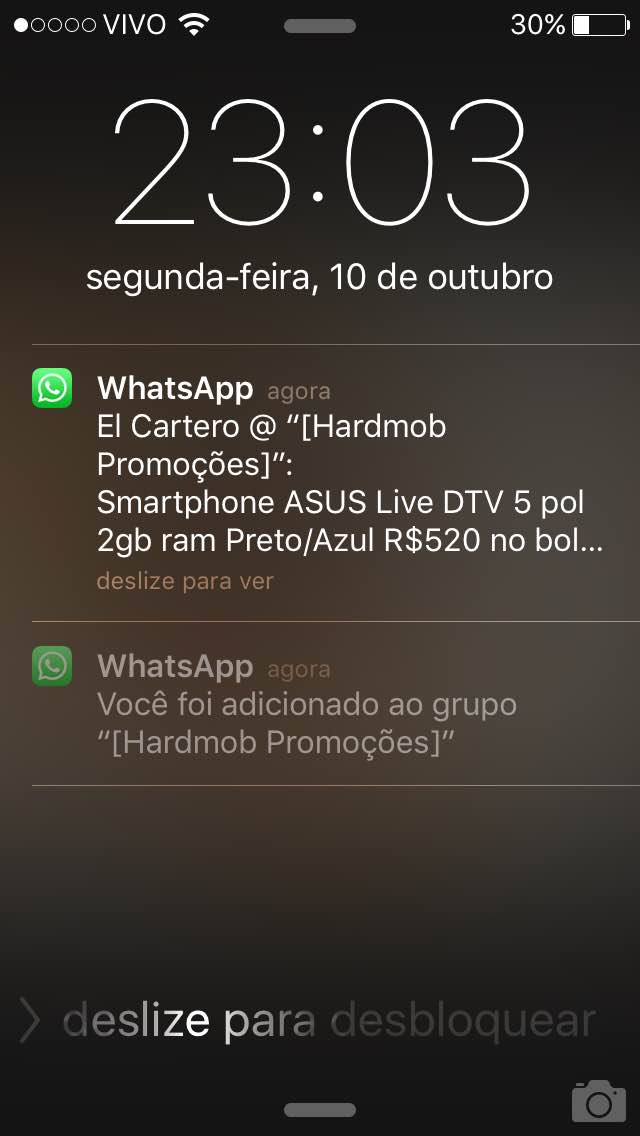 VIVO 30%
23:03
segunda-feira, 10 de outubro
WhatsApp agora
El Cartero @ “[Hardmob
Promoções]”:
Smartphone ASUS Live DTV 5 pol
2gb ram Preto/Azul R$520 no bol...
deslize para ver
WhatsApp agora
Você foi adicionado ao grupo
“[Hardmob Promoções]”
deslize para desbloquear